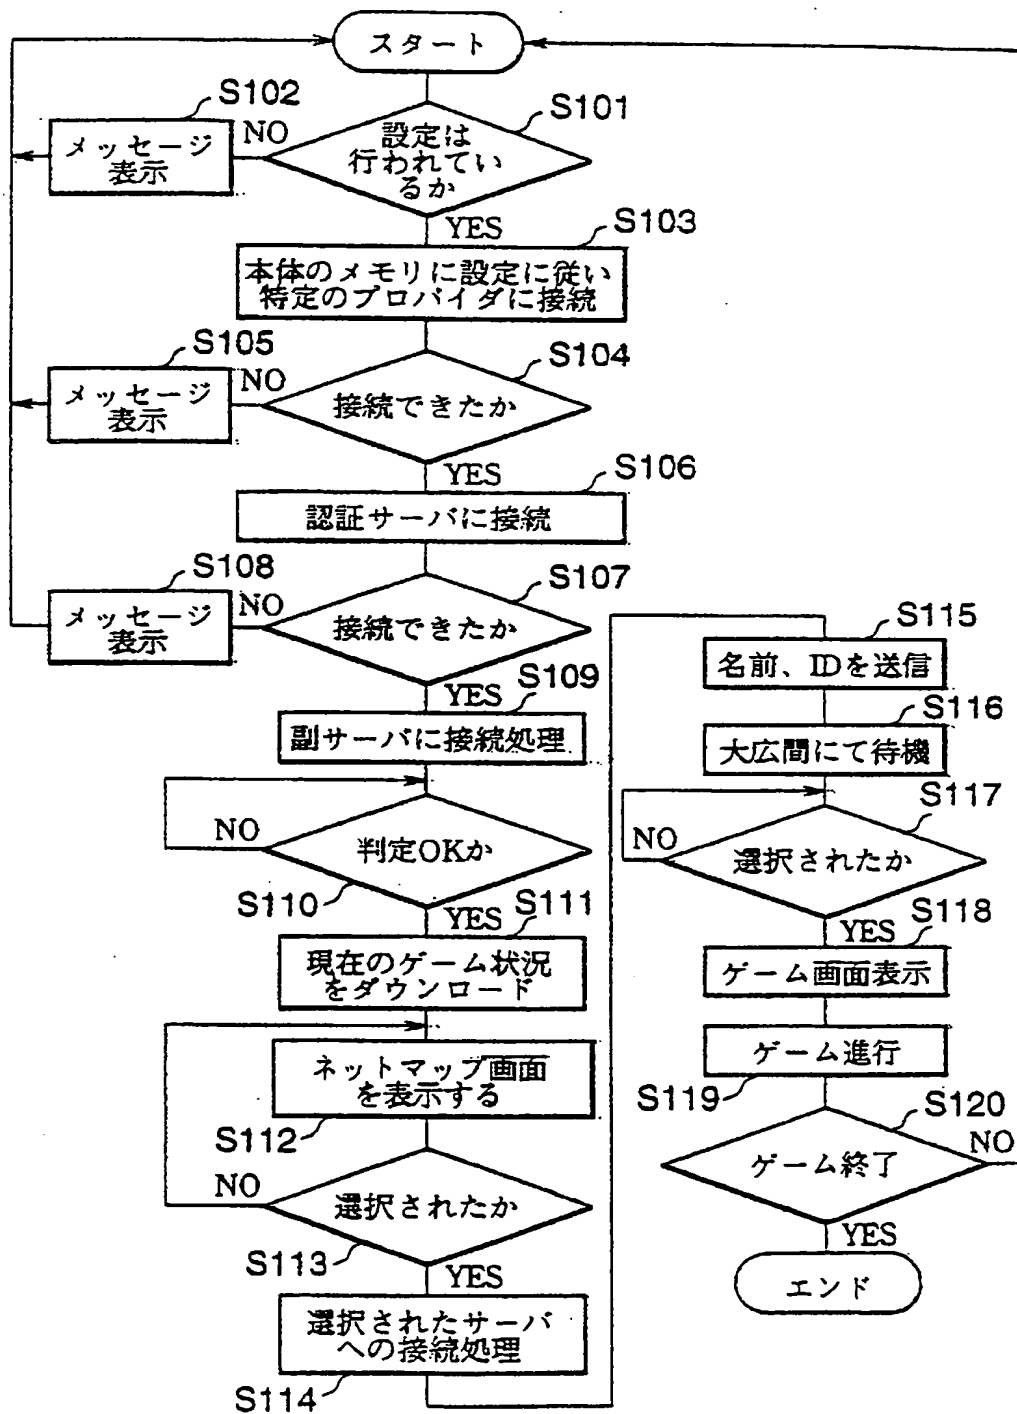 スタート
S102
S101
メッセージ
表示
NO
設定は
行われてい
るか
YES
S103
本体のメモリに設定に従い
特定のプロバイダに接続
S105
S104
メッセージ
表示
NO
接続できたか
YES
S106
認証サーバに接続
S108
S107
メッセージ
表示
NO
接続できたか
YES
S109
副サーバに接続処理
NO
判定OKか
S110
YES
S111
現在のゲーム状況
をダウンロード
ネットマップ画面
を表示する
S112
NO
選択されたか
S113
YES
選択されたサーバ
への接続処理
S114
S115
名前、IDを送信
S116
大広間にて待機
S117
NO
選択されたか
YES
S118
ゲーム画面表示
ゲーム進行
S119
S120
ゲーム終了
NO
YES
エンド